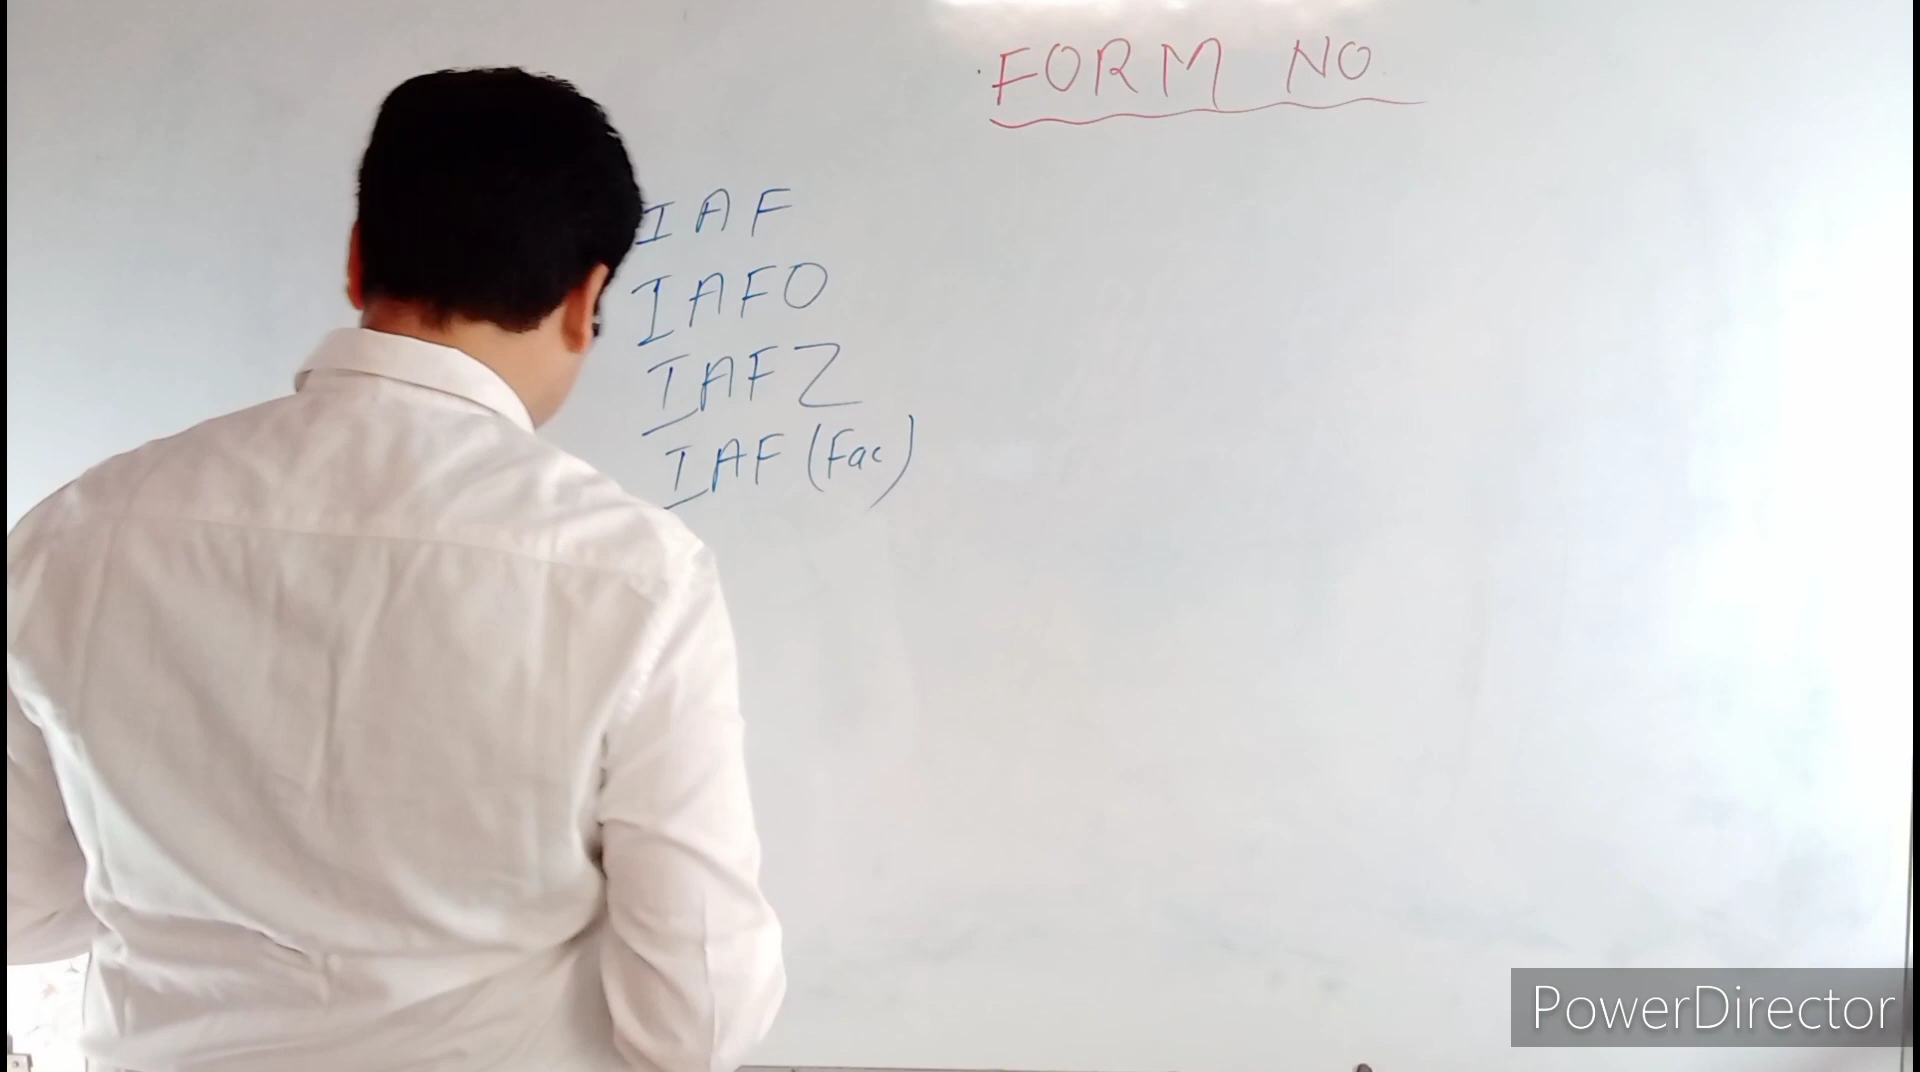 FORM NO
IAF
IAFO
IAFZ
IAF (Fac)
PowerDirector